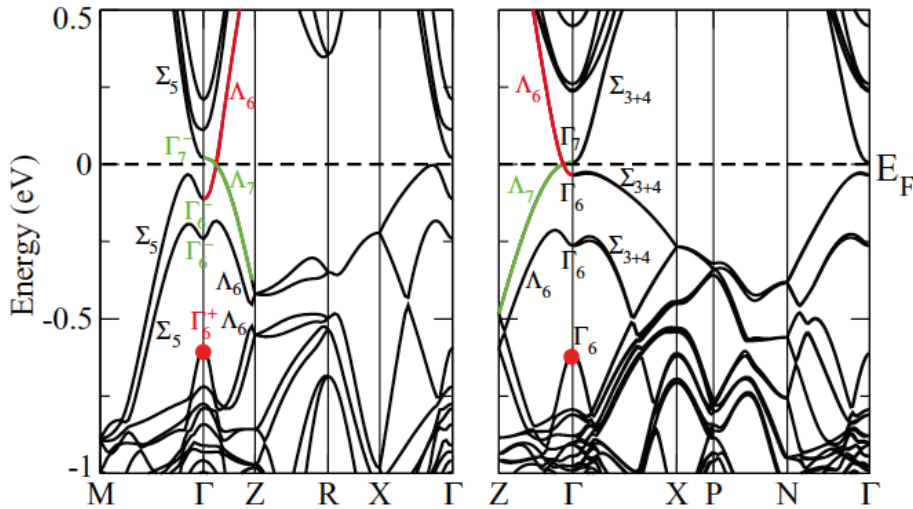 0.5
0
-0.5
-1
Energy (eV)
Σ5
Λ6
Γ7−
Λ7
Γ6−
Γ6−
Σ5
Λ6
Γ6+
Λ6
Σ5
M Γ Z R X Γ
Λ6
Σ3+4
Γ7
Λ7
Γ6
Σ3+4
Λ6
Γ6
Σ3+4
Γ6
EF
Z Γ X P N Γ